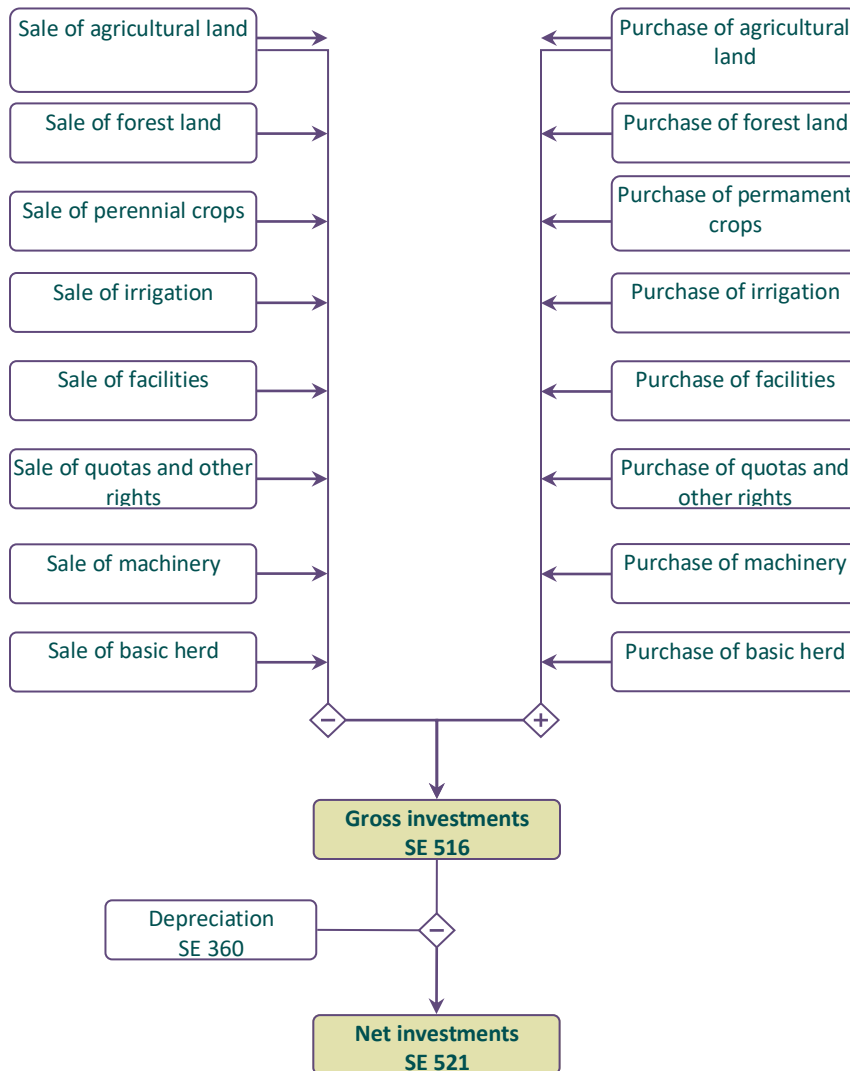 Sale of agricultural land
Purchase of agricultural
land
Sale of forest land
Purchase of forest land
Sale of perennial crops
Purchase of permament
crops
Sale of irrigation
Purchase of irrigation
Sale of facilities
Purchase of facilities
Sale of quotas and other
rights
Purchase of quotas and
other rights
Sale of machinery
Purchase of machinery
Sale of basic herd
Purchase of basic herd
− +
Gross investments
SE 516
Depreciation
SE 360
−
Net investments
SE 521